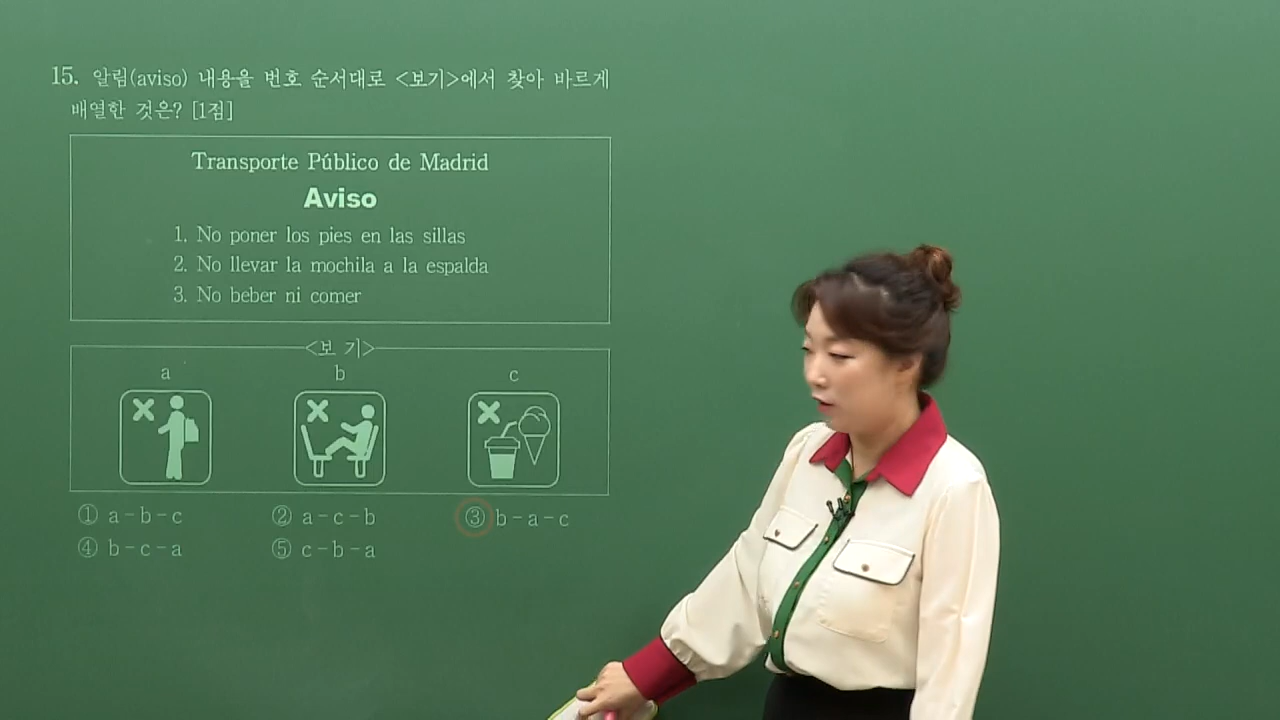 15. 알림(aviso) 내용을 번호 순서대로 <보기>에서 찾아 바르게
배열한 것은? [1점]
Transporte Público de Madrid
Aviso
1. No poner los pies en las sillas
2. No llevar la mochila a la espalda
3. No beber ni comer
<보 기>
a b c
① a-b-c ② a-c-b ③ b-a-c
④ b-c-a ⑤ c-b-a